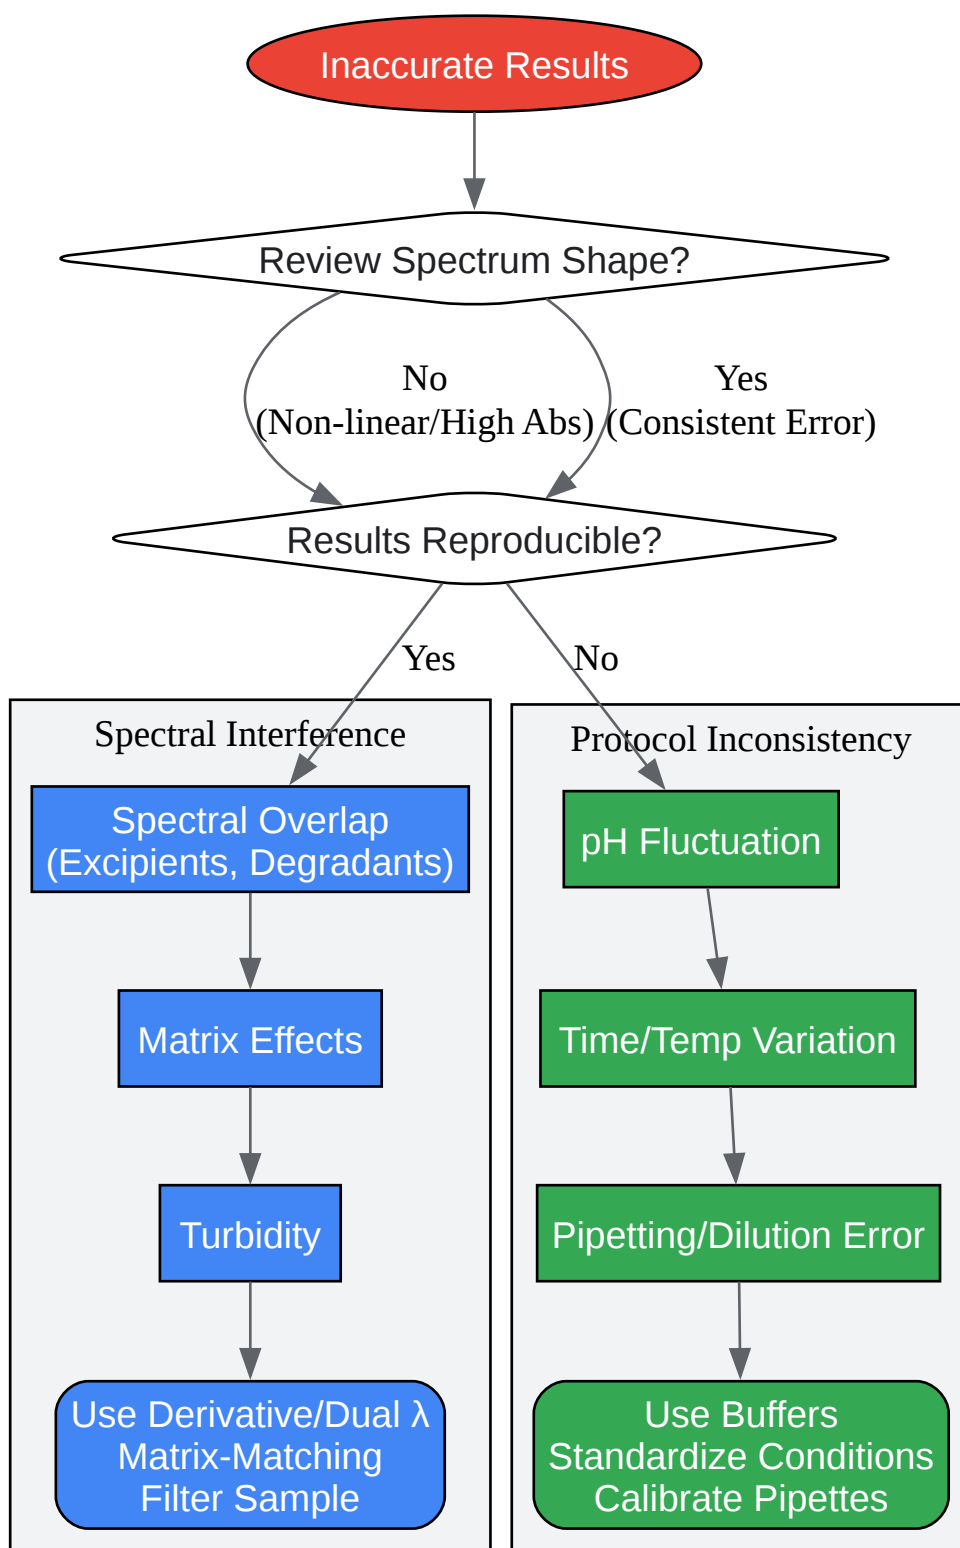 Inaccurate Results
Review Spectrum Shape?
No
(Non-linear/High Abs)
Yes
(Consistent Error)
Results Reproducible?
Yes
No
Spectral Interference
Spectral Overlap
(Excipients, Degradants)
Matrix Effects
Turbidity
Use Derivative/Dual λ
Matrix-Matching
Filter Sample
Protocol Inconsistency
pH Fluctuation
Time/Temp Variation
Pipetting/Dilution Error
Use Buffers
Standardize Conditions
Calibrate Pipettes